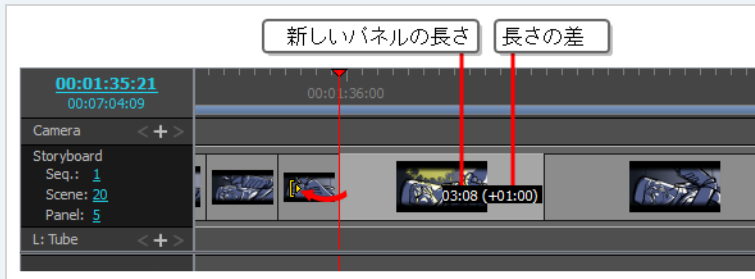 新しいパネルの長さ
長さの差
00:01:35:21
00:07:04:09
00:01:36:00
Camera < + >
Storyboard
Seq.: 1
Scene: 20
Panel: 5
03:08 (+01:00)
L: Tube < + >